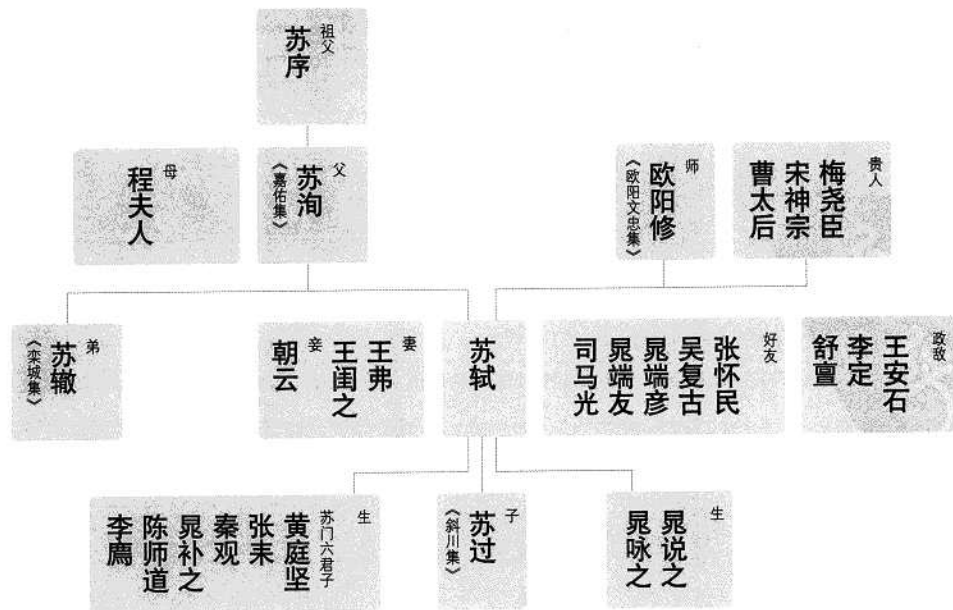 祖父
苏序
母
程夫人
父
苏洵
《嘉佑集》
师
欧阳修
《欧阳文忠集》
贵人
梅尧臣
宋神宗
曹太后
弟
苏辙
《栾城集》
妻
王弗
王闰之
妾
朝云
苏轼
好友
张怀民
吴复古
晁端彦
晁端友
司马光
政敌
王安石
李定
舒亶
生
苏门六君子
黄庭坚
张耒
秦观
晁补之
陈师道
李廌
子
苏过
《斜川集》
生
晁说之
晁咏之